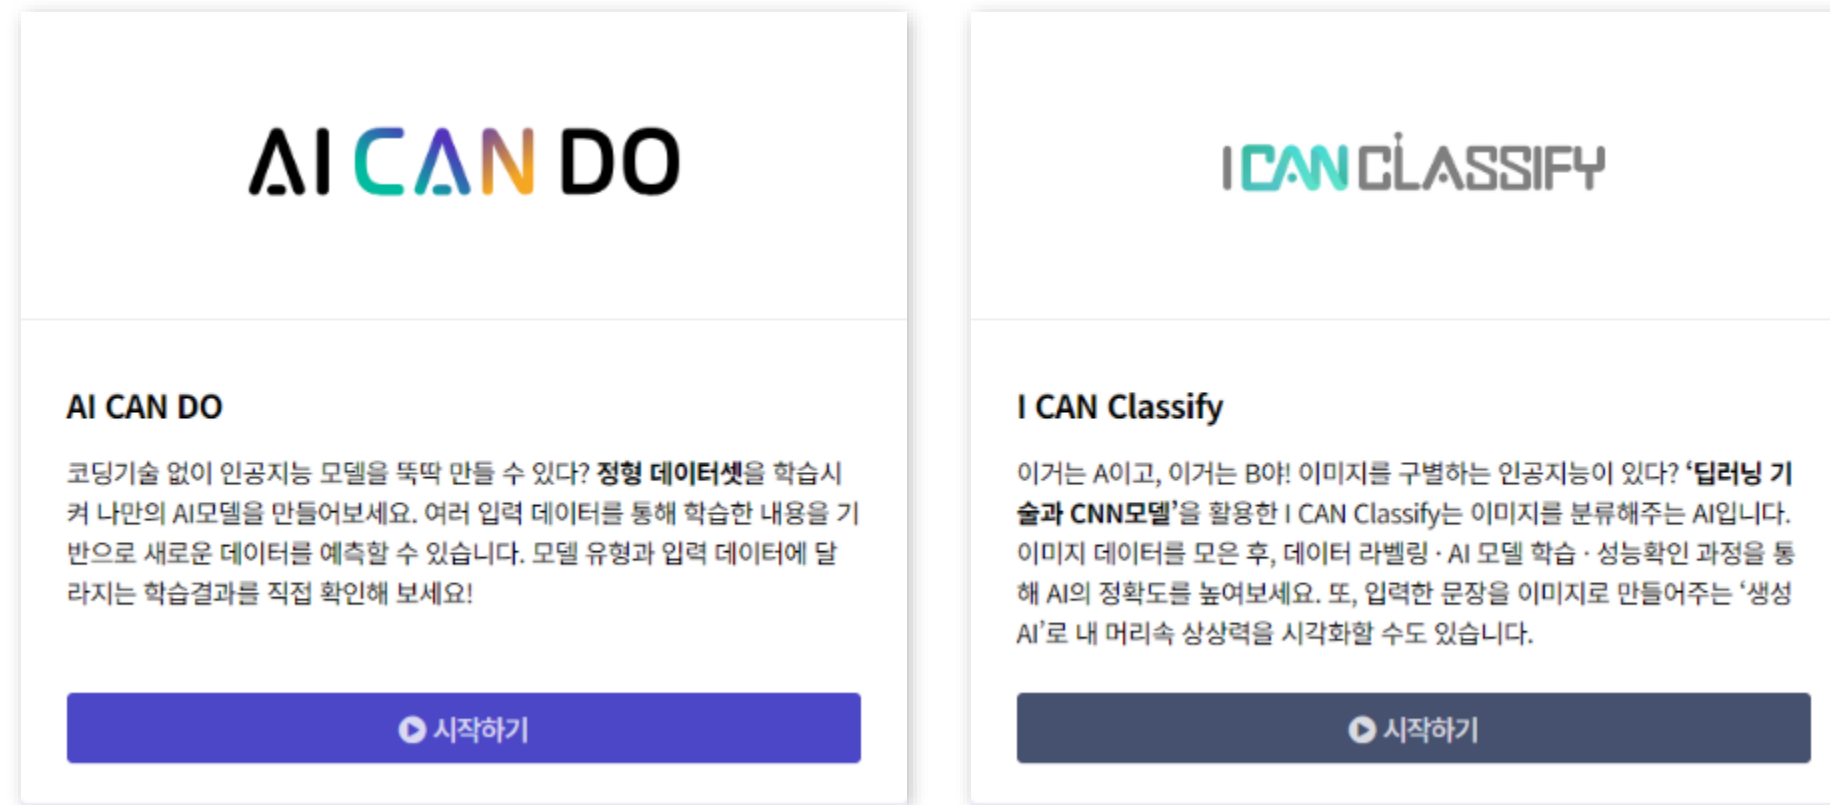 AI CAN DO
AI CAN DO
코딩기술 없이 인공지능 모델을 뚝딱 만들 수 있다? 정형 데이터셋을 학습시
켜 나만의 AI모델을 만들어보세요. 여러 입력 데이터를 통해 학습한 내용을 기
반으로 새로운 데이터를 예측할 수 있습니다. 모델 유형과 입력 데이터에 달
라지는 학습결과를 직접 확인해 보세요!
시작하기
I CAN CLASSIFY
I CAN Classify
이거는 A이고, 이거는 B야! 이미지를 구별하는 인공지능이 있다? ‘딥러닝 기
술과 CNN모델’을 활용한 I CAN Classify는 이미지를 분류해주는 AI입니다.
이미지 데이터를 모은 후, 데이터 라벨링 · AI 모델 학습 · 성능확인 과정을 통
해 AI의 정확도를 높여보세요. 또, 입력한 문장을 이미지로 만들어주는 ‘생성
AI’로 내 머리속 상상력을 시각화할 수도 있습니다.
시작하기